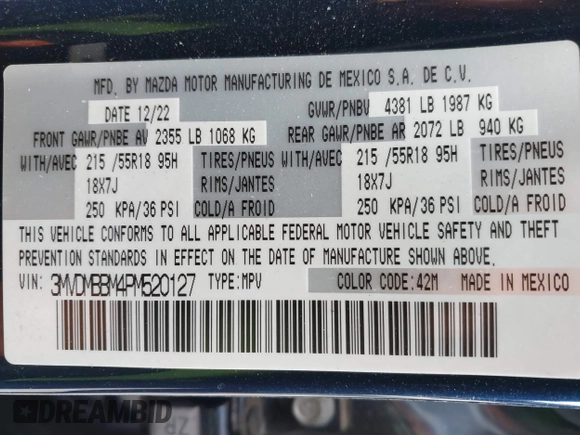 MFD. BY MAZDA MOTOR MANUFACTURING DE MEXICO S.A. DE C.V.
DATE 12/22 GVWR/PNBV 4381 LB 1987 KG
FRONT GAWR/PNBE AV 2355 LB 1068 KG REAR GAWR/PNBE AR 2072 LB 940 KG
WITH/AVEC 215 /55R18 95H TIRES/PNEUS WITH/AVEC 215 /55R18 95H TIRES/PNEUS
18X7J RIMS/JANTES 18X7J RIMS/JANTES
250 KPA/36 PSI COLD/A FROID 250 KPA/36 PSI COLD/A FROID
THIS VEHICLE CONFORMS TO ALL APPLICABLE FEDERAL MOTOR VEHICLE SAFETY AND THEFT
PREVENTION STANDARDS IN EFFECT ON THE DATE OF MANUFACTURE SHOWN ABOVE.
VIN: 3MVDMBBM4PM520127 TYPE:MPV COLOR CODE:42M MADE IN MEXICO
DREAMBID